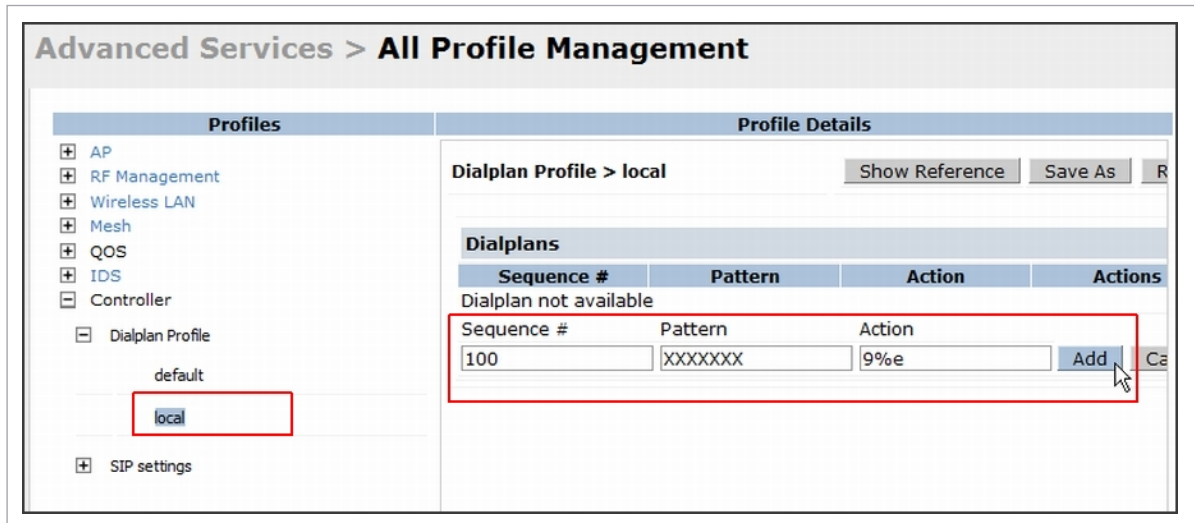 Advanced Services > All Profile Management
Profiles
Profile Details
AP
RF Management
Wireless LAN
Mesh
QOS
IDS
Controller
Dialplan Profile
default
local
SIP settings
Dialplan Profile > local
Show Reference
Save As
R
Dialplans
Sequence # Pattern Action Actions
Dialplan not available
Sequence # Pattern Action
100 XXXXXXX 9%e Add Ca